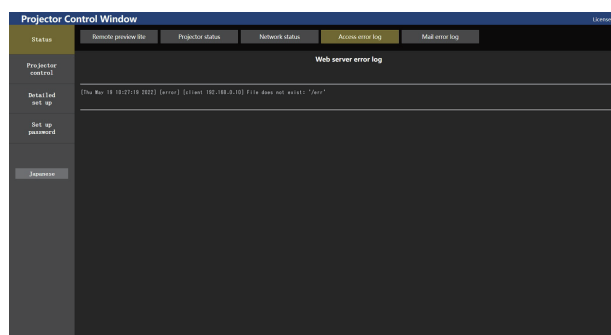 Projector Control Window
License
Status
Remote preview lite
Projector status
Network status
Access error log
Mail error log
Web server error log
Projector
control
[Thu May 19 18:27:19 2022] [error] [client 192.168.0.10] File does not exist: '/err'
Detailed
set up
Set up
password
Japanese